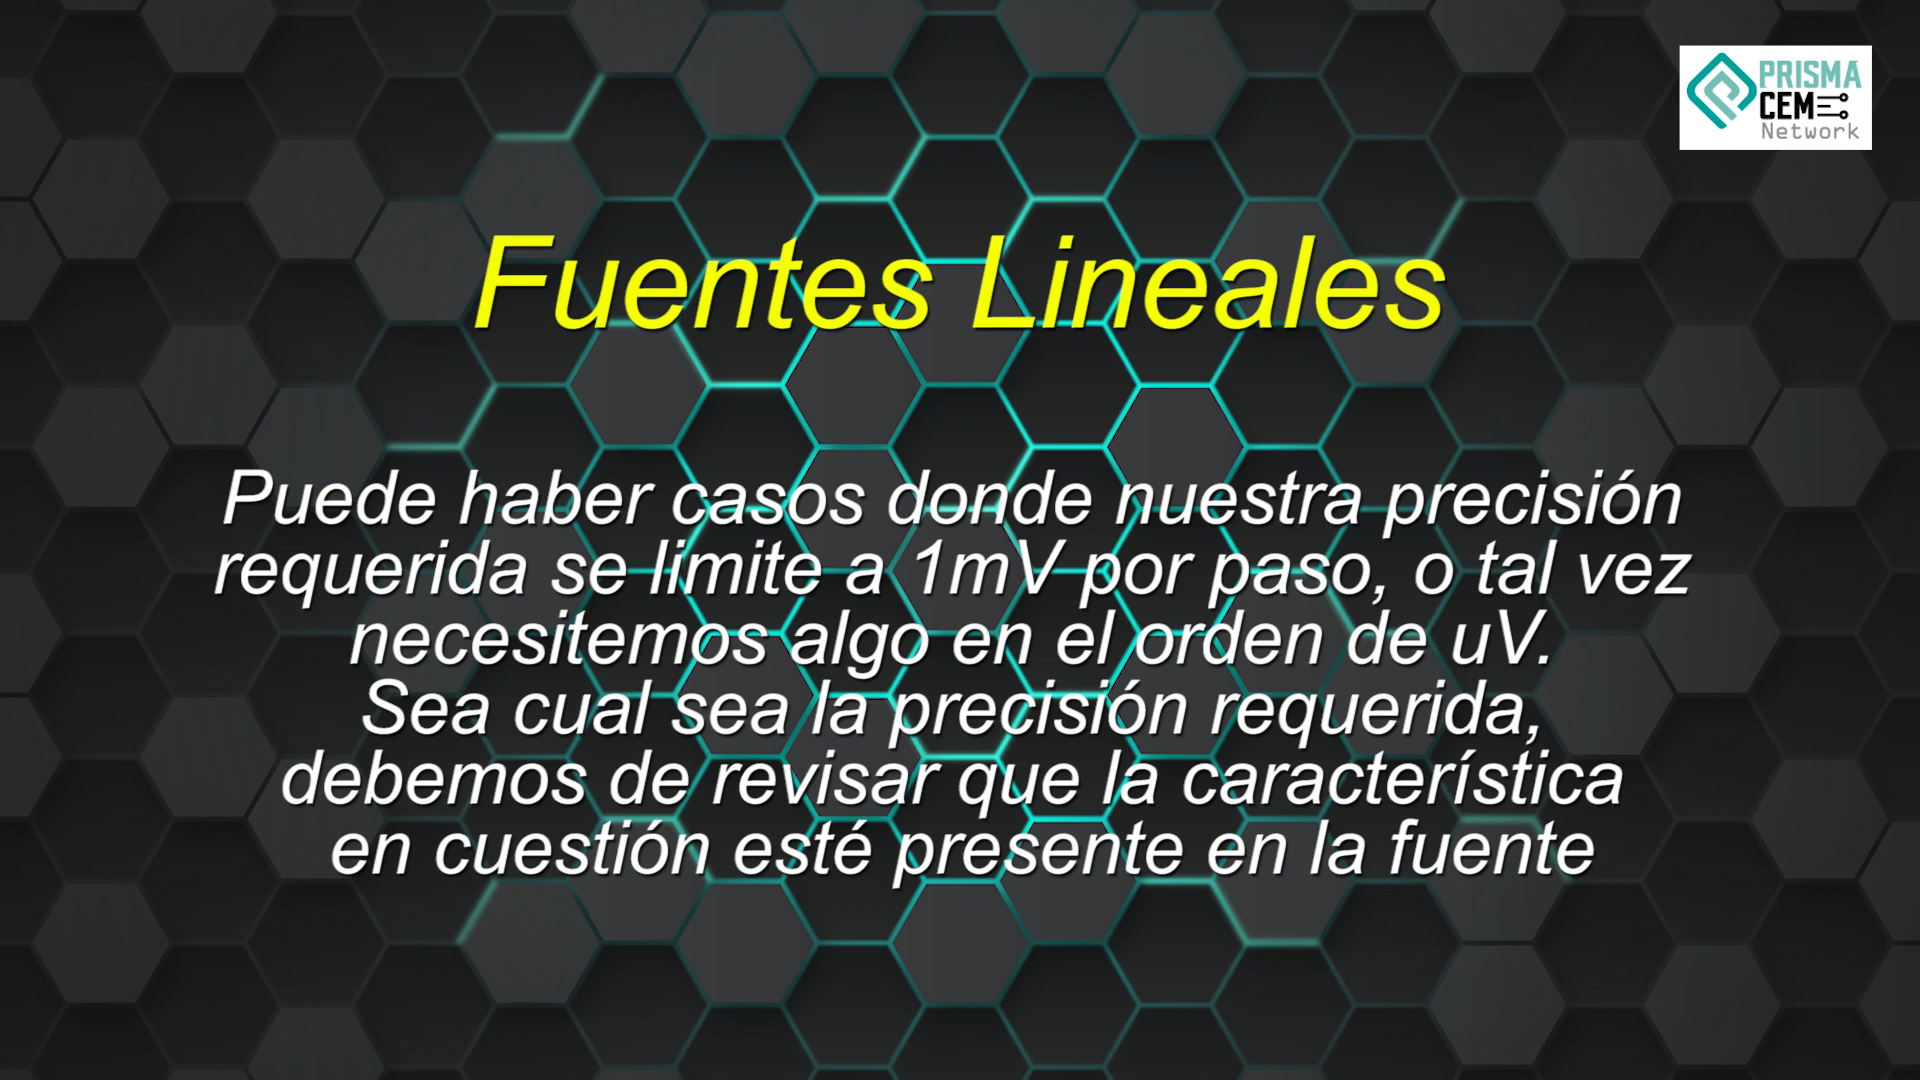 PRISMA
CEM
Network
Fuentes Lineales
Puede haber casos donde nuestra precisión
requerida se limite a 1mV por paso, o tal vez
necesitemos algo en el orden de uV.
Sea cual sea la precisión requerida,
debemos de revisar que la característica
en cuestión esté presente en la fuente